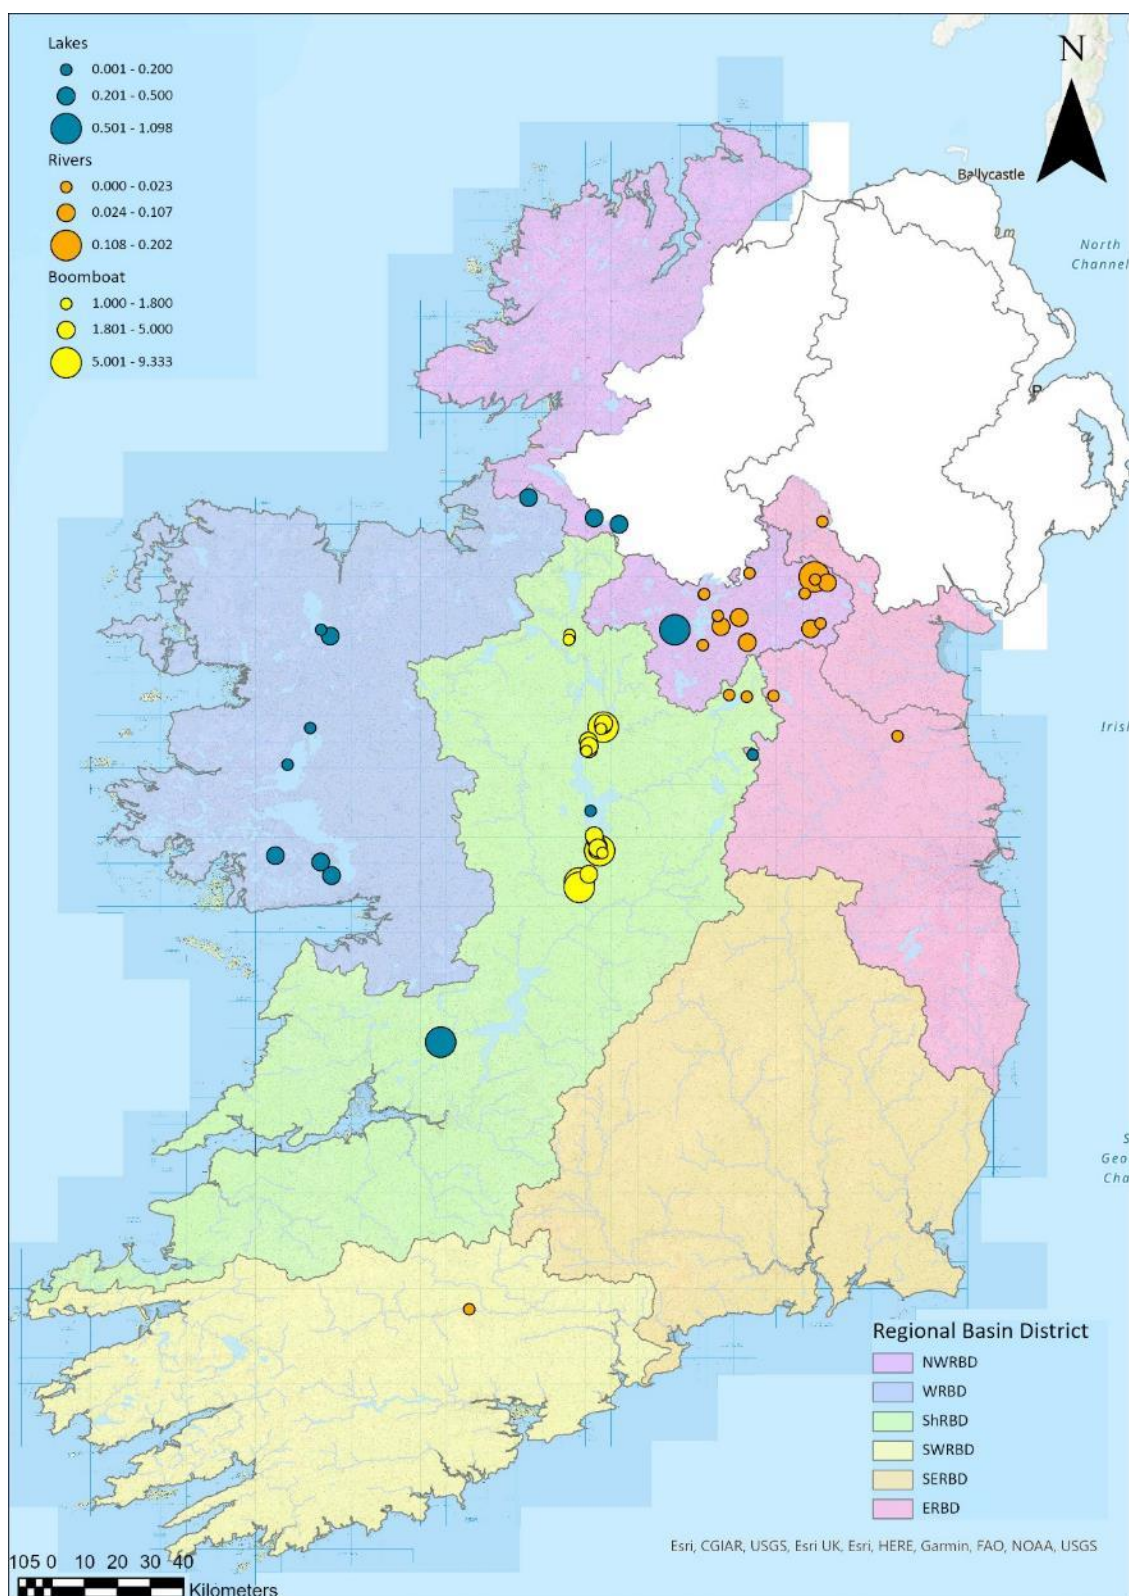 Lakes
0.001 - 0.200
0.201 - 0.500
0.501 - 1.098
Rivers
0.000 - 0.023
0.024 - 0.107
0.108 - 0.202
Boomboat
1.000 - 1.800
1.801 - 5.000
5.001 - 9.333
N
Ballycastle
North
Channel
Regional Basin District
NWRBD
WRBD
ShRBD
SWRBD
SERBD
ERBD
Esri, CGIAR, USGS, Esri UK, Esri, HERE, Garmin, FAO, NOAA, USGS
105 0 10 20 30 40
Kilometers